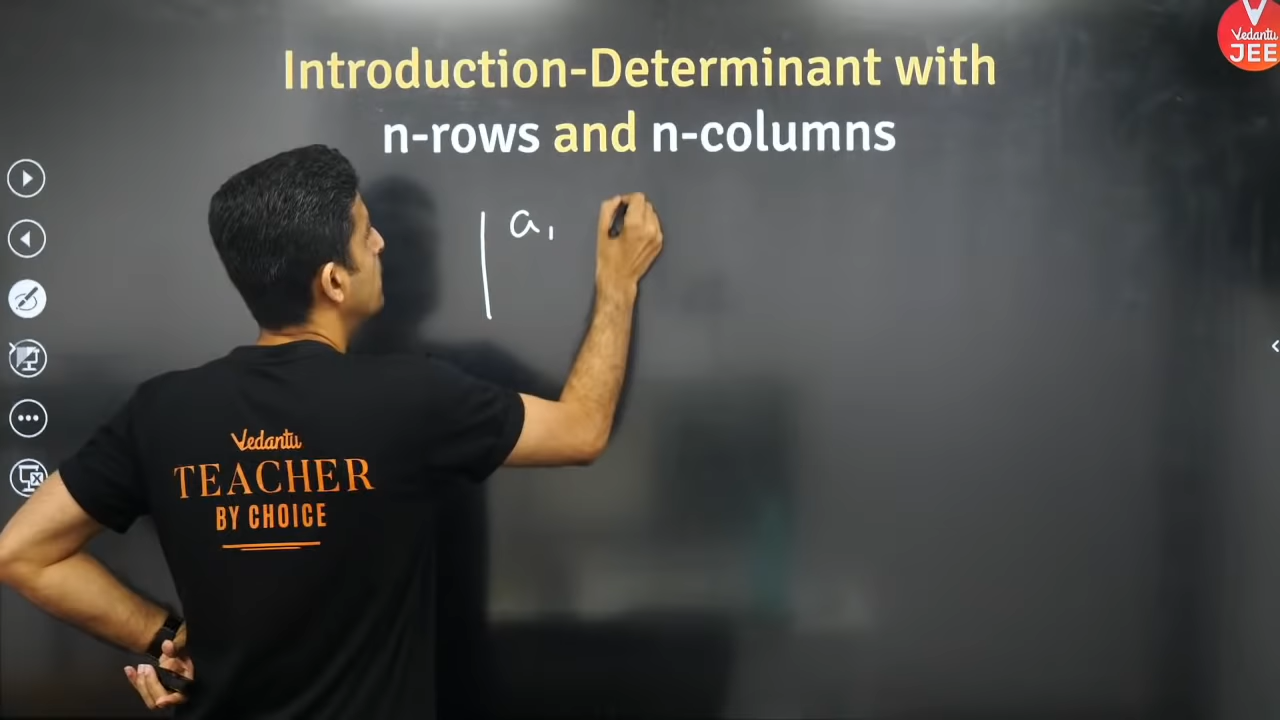 Vedantu
JEE
Introduction-Determinant with
n-rows and n-columns
| a₁
Vedantu
TEACHER
BY CHOICE